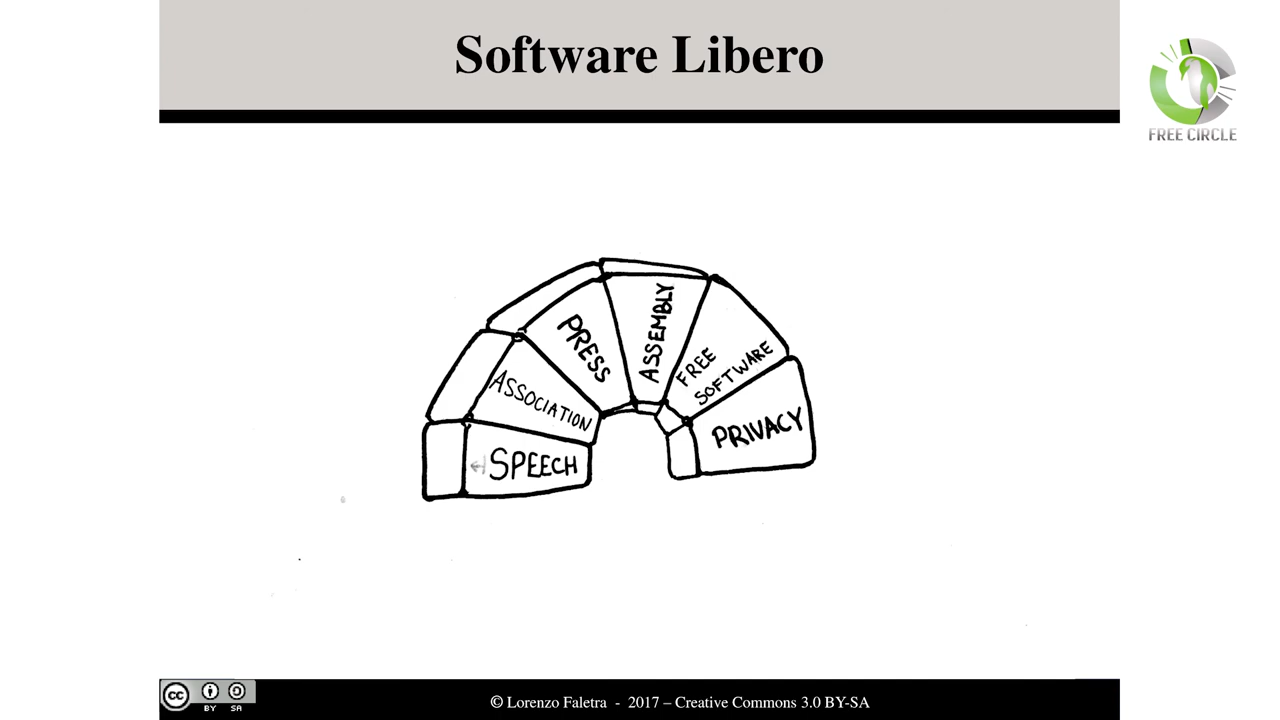 Software Libero
FREE CIRCLE
PRESS
ASSEMBLY
FREE
SOFTWARE
ASSOCIATION
PRIVACY
SPEECH
cc
BY SA
© Lorenzo Faletra - 2017 – Creative Commons 3.0 BY-SA